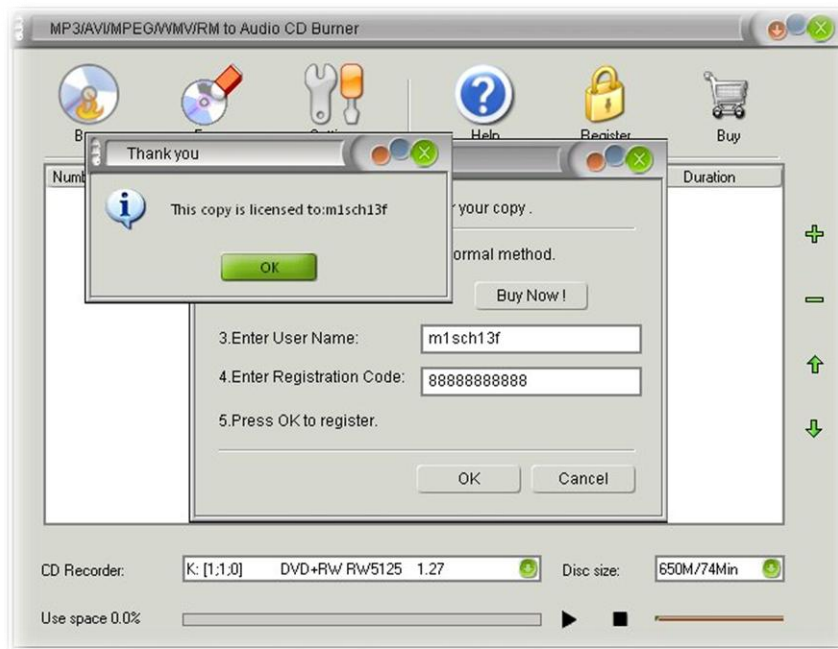 MP3/AVI/MPEG/WMV/RM to Audio CD Burner
Help
Register
Buy
Thank you
This copy is licensed to:m1sch13f
OK
Duration
your copy .
method.
Buy Now !
3.Enter User Name:
m1sch13f
4.Enter Registration Code:
88888888888
5.Press OK to register.
OK
Cancel
CD Recorder:
K: [1;1;0] DVD+RW RW5125 1.27
Disc size:
650M/74Min
Use space 0.0%